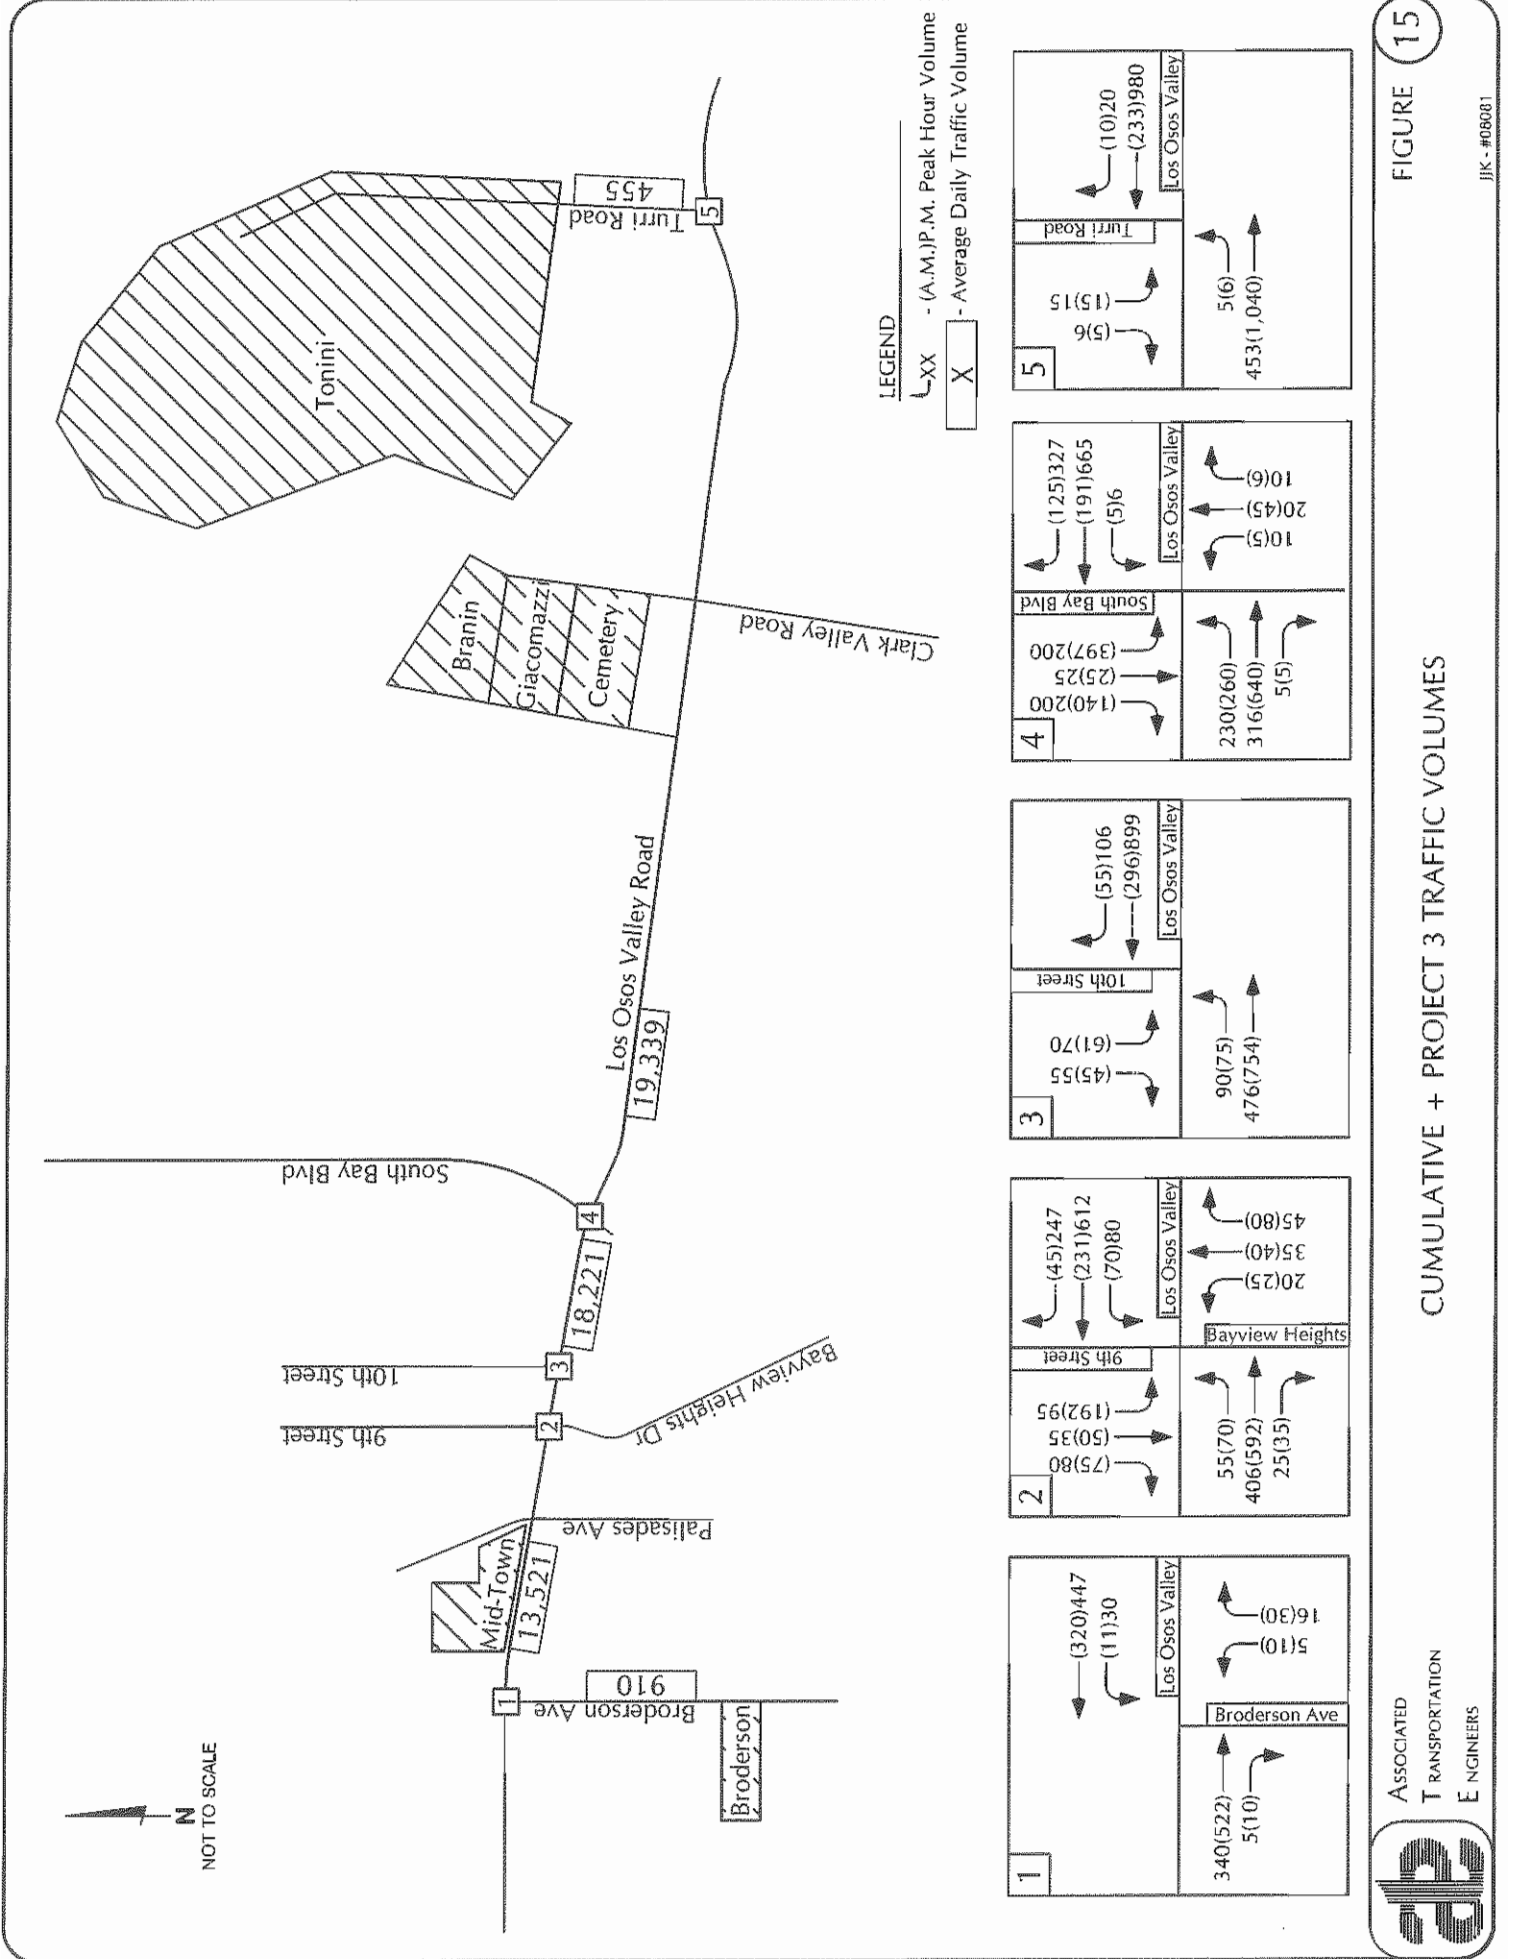 N
NOT TO SCALE
Tonini
Turri Road
455
5
Branin
Giacomazzi
Cemetery
Clark Valley Road
Los Osos Valley Road
19,339
South Bay Blvd
4
18,221
10th Street
3
9th Street
2
Bayview Heights Dr
Palisades Ave
Mid-Town
13,521
1
Broderson Ave
910
Broderson
LEGEND
XX - (A.M.)P.M. Peak Hour Volume
X - Average Daily Traffic Volume
1
(320)447
(11)30
Los Osos Valley
340(522)
5(10)
Broderson Ave
5(10)
16(30)
2
(75)80
(50)35
(192)95
9th Street
(45)247
(231)612
(70)80
Los Osos Valley
55(70)
406(592)
25(35)
Bayview Heights
20(25)
35(40)
45(80)
3
(45)55
(61)70
10th Street
(55)106
(296)899
Los Osos Valley
90(75)
476(754)
4
(140)200
(25)25
(397)200
South Bay Blvd
(125)327
(191)665
(5)6
Los Osos Valley
230(260)
316(640)
5(5)
10(5)
20(45)
10(6)
5
(5)6
(15)15
Turri Road
(10)20
(233)980
Los Osos Valley
5(6)
453(1,040)
ate
ASSOCIATED
TRANSPORTATION
ENGINEERS
CUMULATIVE + PROJECT 3 TRAFFIC VOLUMES
FIGURE 15
JJK - #08081